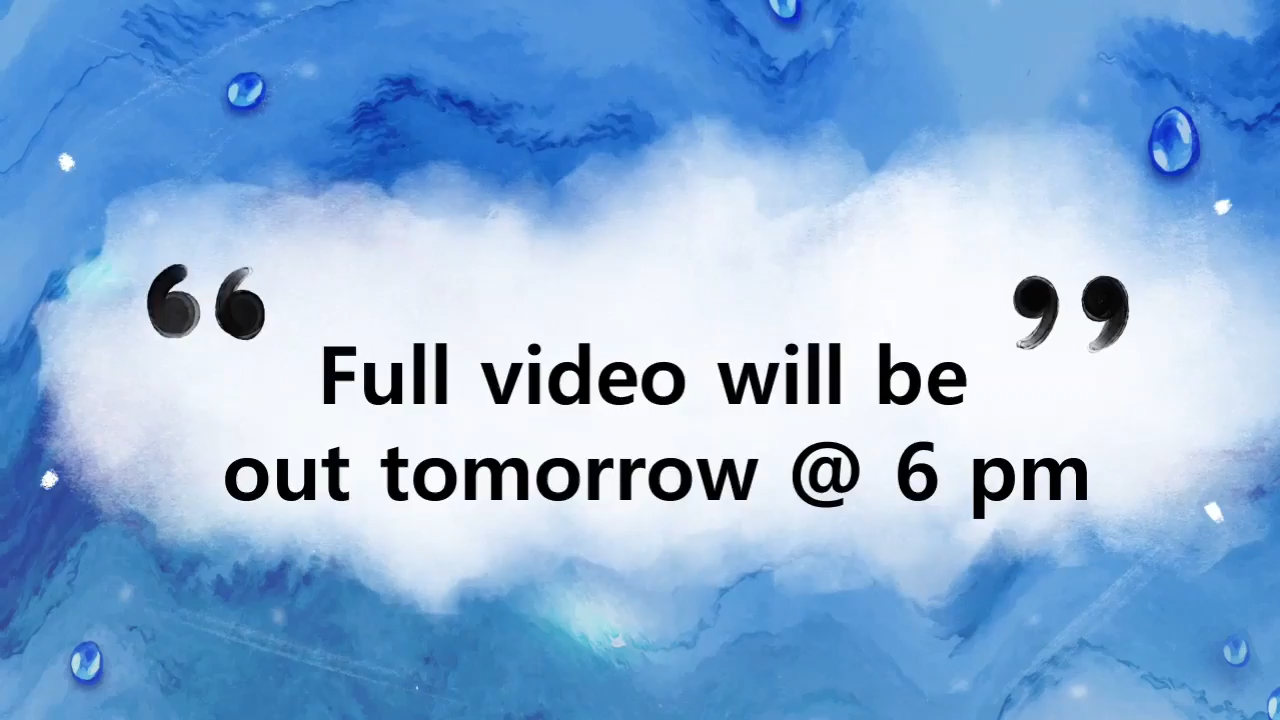 “ Full video will be ”
out tomorrow @ 6 pm